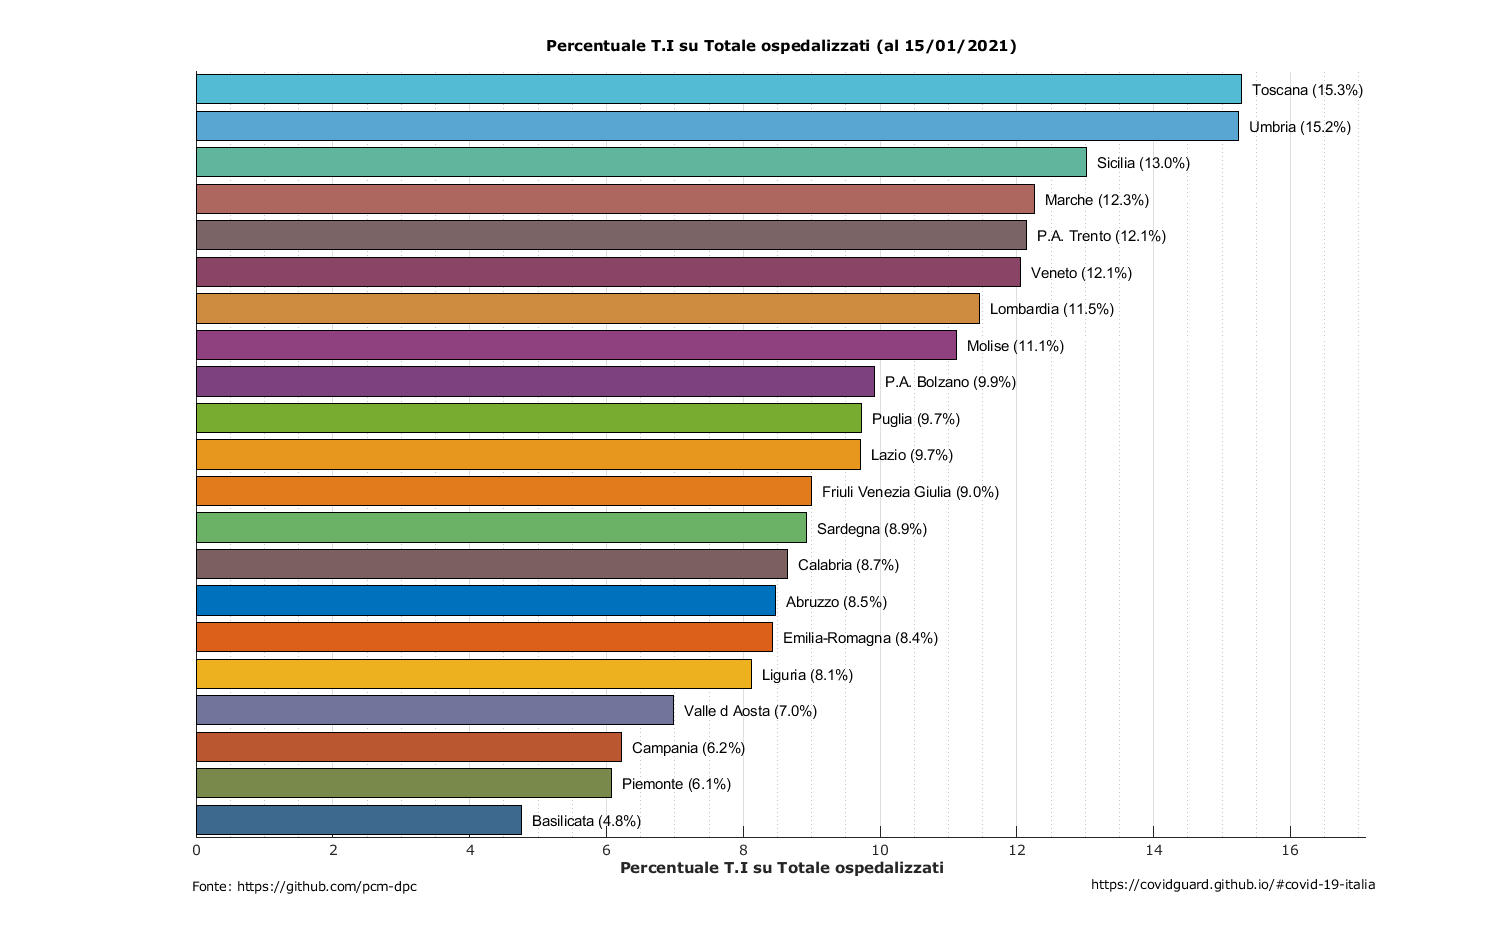 Percentuale T.I su Totale ospedalizzati (al 15/01/2021)
Toscana (15.3%)
Umbria (15.2%)
Sicilia (13.0%)
Marche (12.3%)
P.A. Trento (12.1%)
Veneto (12.1%)
Lombardia (11.5%)
Molise (11.1%)
P.A. Bolzano (9.9%)
Puglia (9.7%)
Lazio (9.7%)
Friuli Venezia Giulia (9.0%)
Sardegna (8.9%)
Calabria (8.7%)
Abruzzo (8.5%)
Emilia-Romagna (8.4%)
Liguria (8.1%)
Valle d Aosta (7.0%)
Campania (6.2%)
Piemonte (6.1%)
Basilicata (4.8%)
0 2 4 6 8 10 12 14 16
Percentuale T.I su Totale ospedalizzati
Fonte: https://github.com/pcm-dpc
https://covidguard.github.io/#covid-19-italia